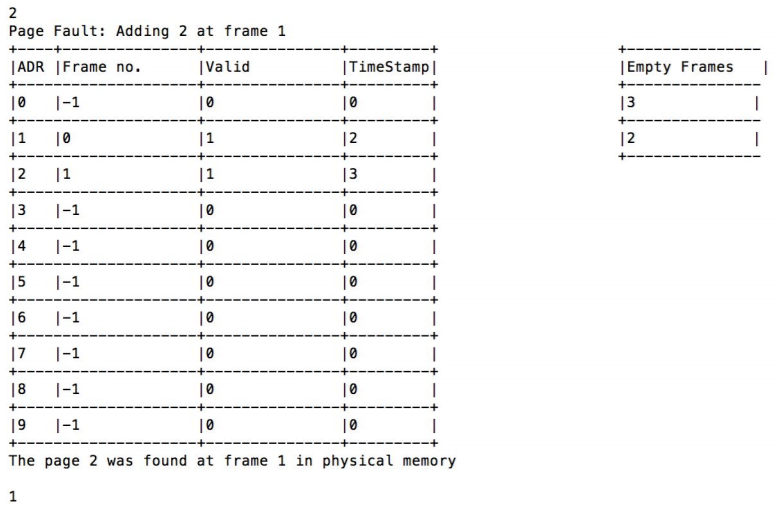 2
Page Fault: Adding 2 at frame 1
+----+---------------+---------------+---------+ +---------------
|ADR |Frame no. |Valid |TimeStamp| |Empty Frames |
+----------------------------------------------+ +---------------
|0 |-1 |0 |0 | |3 |
+----------------------------------------------+ +---------------
|1 |0 |1 |2 | |2 |
+----------------------------------------------+ +---------------
|2 |1 |1 |3 |
+----------------------------------------------+
|3 |-1 |0 |0 |
+----------------------------------------------+
|4 |-1 |0 |0 |
+----------------------------------------------+
|5 |-1 |0 |0 |
+----------------------------------------------+
|6 |-1 |0 |0 |
+----------------------------------------------+
|7 |-1 |0 |0 |
+----------------------------------------------+
|8 |-1 |0 |0 |
+----------------------------------------------+
|9 |-1 |0 |0 |
+----------------------------------------------+
The page 2 was found at frame 1 in physical memory
1